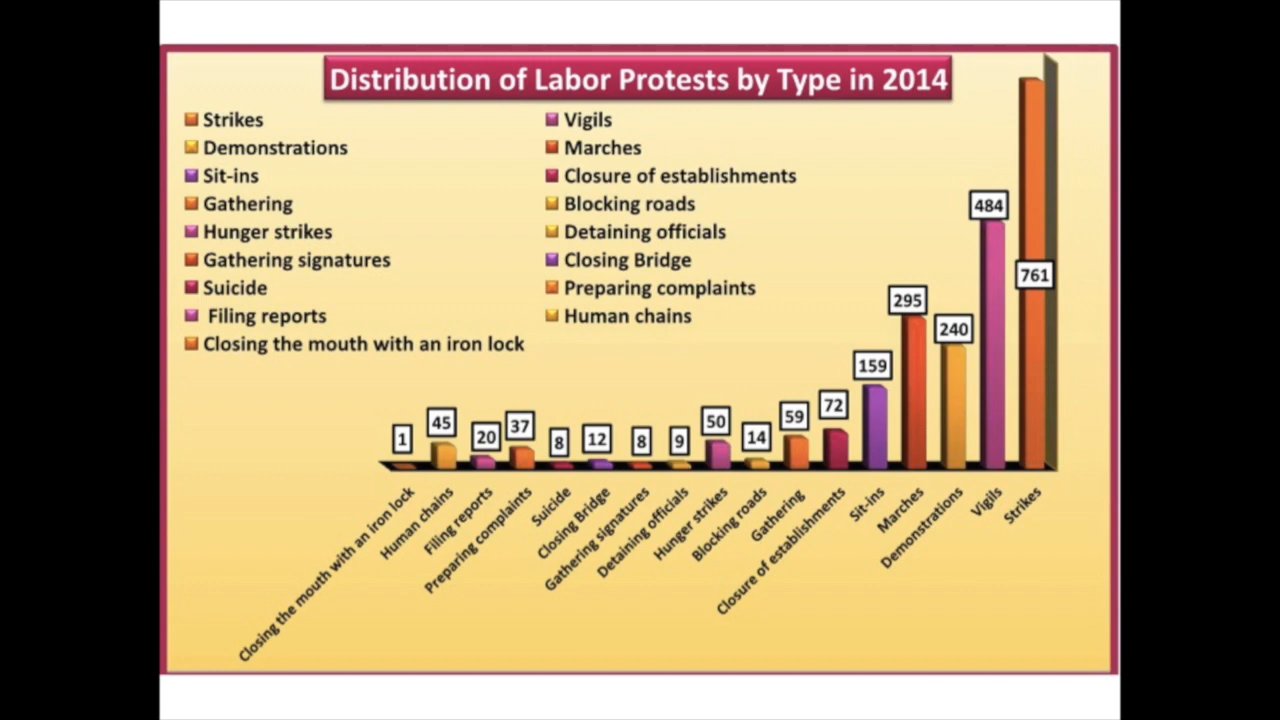 Distribution of Labor Protests by Type in 2014
Strikes
Vigils
Demonstrations
Marches
Sit-ins
Closure of establishments
Gathering
Blocking roads
Hunger strikes
Detaining officials
Gathering signatures
Closing Bridge
Suicide
Preparing complaints
Filing reports
Human chains
Closing the mouth with an iron lock
1
45
20
37
8
12
8
9
50
14
59
72
159
295
240
484
761
Closing the mouth with an iron lock
Human chains
Filing reports
Preparing complaints
Suicide
Closing Bridge
Gathering signatures
Detaining officials
Hunger strikes
Blocking roads
Gathering
Closure of establishments
Sit-ins
Marches
Demonstrations
Vigils
Strikes